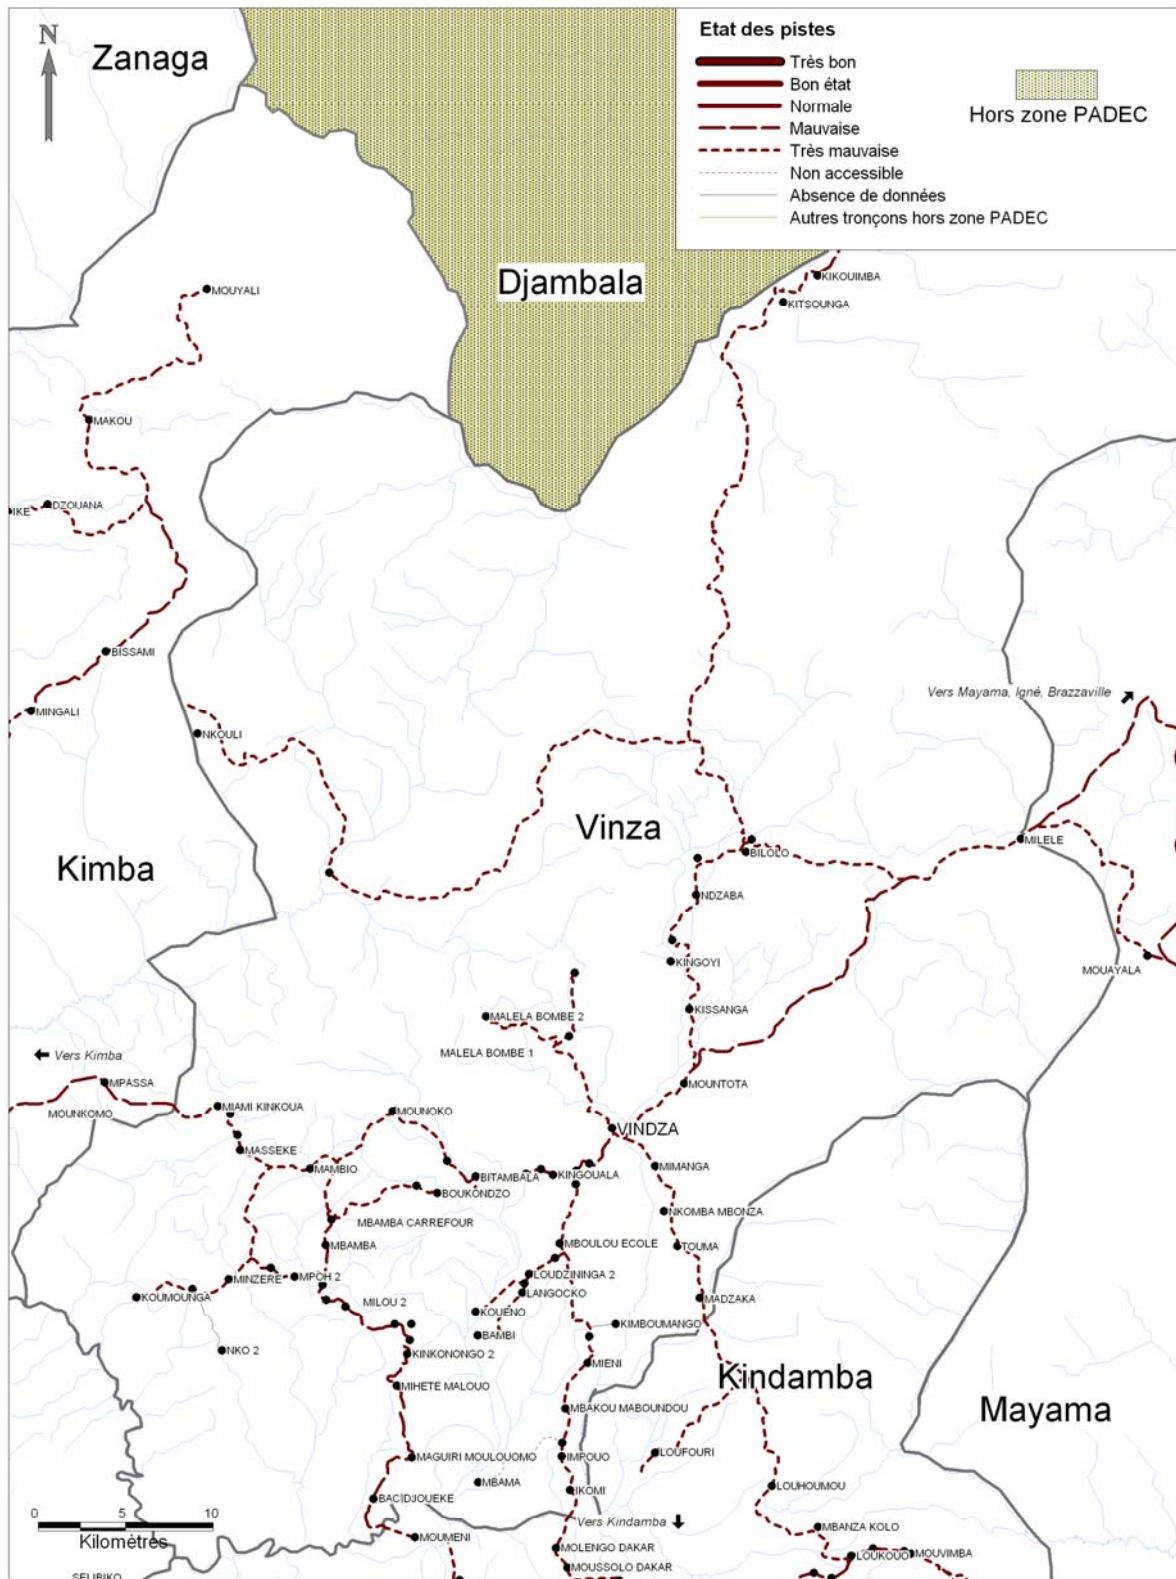 N
Zanaga
Etat des pistes
Très bon
Bon état
Normale
Mauvaise
Très mauvaise
Non accessible
Absence de données
Autres tronçons hors zone PADEC
Hors zone PADEC
Djambala
KIKOUIMBA
KITSOUNGA
MOUYALI
MAKOU
DZOUANA
IKE
BISSAMI
Vers Mayama, Igné, Brazzaville
MINGALI
NKOULI
Vinza
MILELE
BILOLO
Kimba
NDZABA
KINGOYI
MOUAYALA
KISSANGA
MALELA BOMBE 2
MALELA BOMBE 1
Vers Kimba
MPASSA
MOUNTOTA
MIAMI KINKOUA
MOUNKOMO
MOUNOKO
VINDZA
MASSEKE
MAMBIO
MIMANGA
BITAMBALA
KINGOUALA
BOUKONDZO
NKOMBA MBONZA
MBAMBA CARREFOUR
MBAMBA
MBOULOU ECOLE
TOUMA
MINZERE
MPOH 2
LOUDZININGA 2
LANGOCKO
KOUMOUNGA
MADZAKA
MILOU 2
KOUENO
KIMBOUMANGO
BAMBI
NKO 2
KINKONONGO 2
MIENI
Kindamba
MIHETE MALOUO
MBAKOU MABOUNDOU
Mayama
MAGUIRI MOULOUOMO
IMPOUO
LOUFOURI
MBAMA
IKOMI
LOUHOUMOU
BACIDJOUEKE
0 5 10
Kilomètres
Vers Kindamba
MBANZA KOLO
MOUMENI
MOLENGO DAKAR
LOUKOUO
MOUVIMBA
MOUSSOLO DAKAR